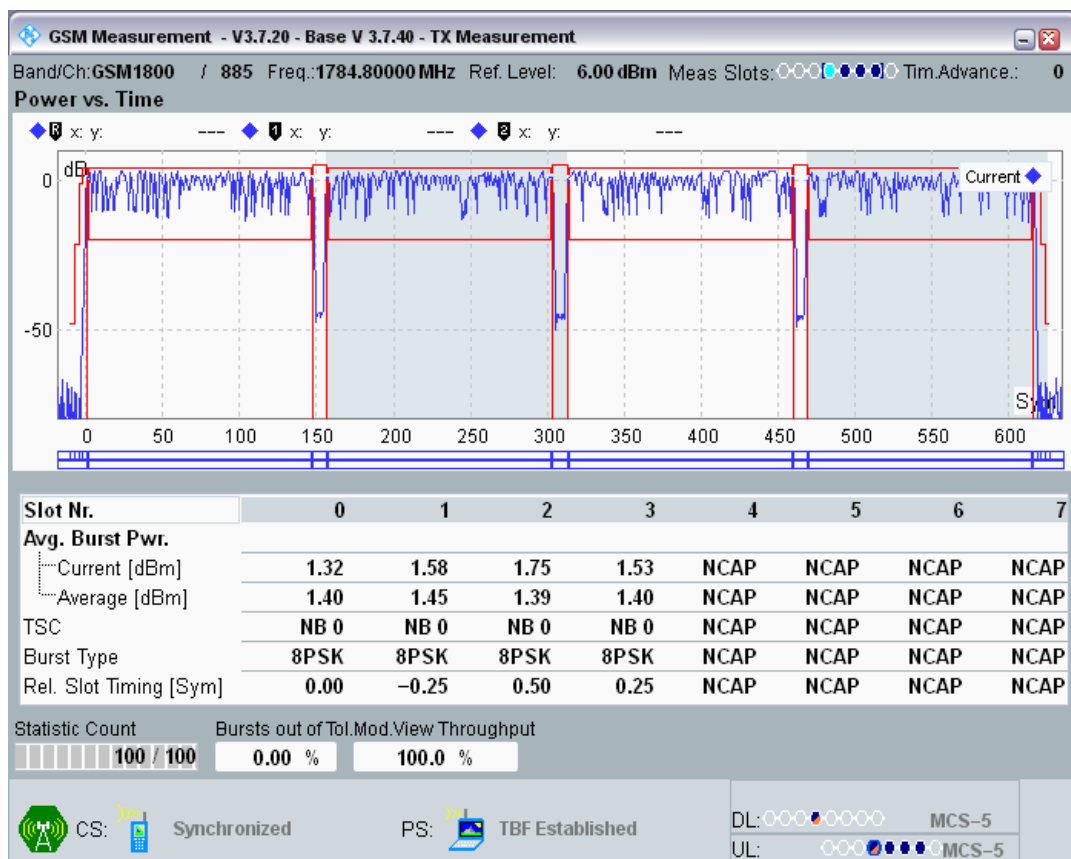 GSM Measurement - V3.7.20 - Base V 3.7.40 - TX Measurement
Band/Ch:GSM1800 / 885 Freq.:1784.80000 MHz Ref. Level: 6.00 dBm Meas Slots: Tim.Advance.: 0
Power vs. Time
R x: y: --- 1 x: y: --- 2 x: y: ---
dB
Current
0
-50
0 50 100 150 200 250 300 350 400 450 500 550 600
Slot Nr. 0 1 2 3 4 5 6 7
Avg. Burst Pwr.
Current [dBm] 1.32 1.58 1.75 1.53 NCAP NCAP NCAP NCAP
Average [dBm] 1.40 1.45 1.39 1.40 NCAP NCAP NCAP NCAP
TSC NB 0 NB 0 NB 0 NB 0 NCAP NCAP NCAP NCAP
Burst Type 8PSK 8PSK 8PSK 8PSK NCAP NCAP NCAP NCAP
Rel. Slot Timing [Sym] 0.00 −0.25 0.50 0.25 NCAP NCAP NCAP NCAP
Statistic Count Bursts out of Tol.Mod.View Throughput
100 / 100 0.00 % 100.0 %
CS: Synchronized PS: TBF Established
DL: MCS−5
UL: MCS−5